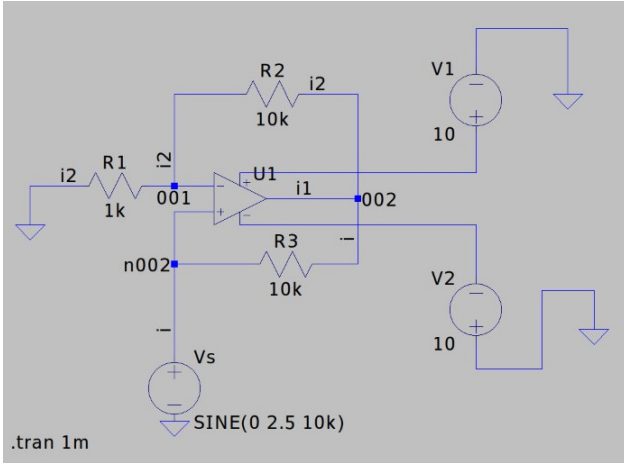 V1
R2
i2
10k
10
i2
R1
i2
U1
1k
001
i1
002
i
R3
n002
10k
V2
10
i
Vs
SINE(0 2.5 10k)
.tran 1m